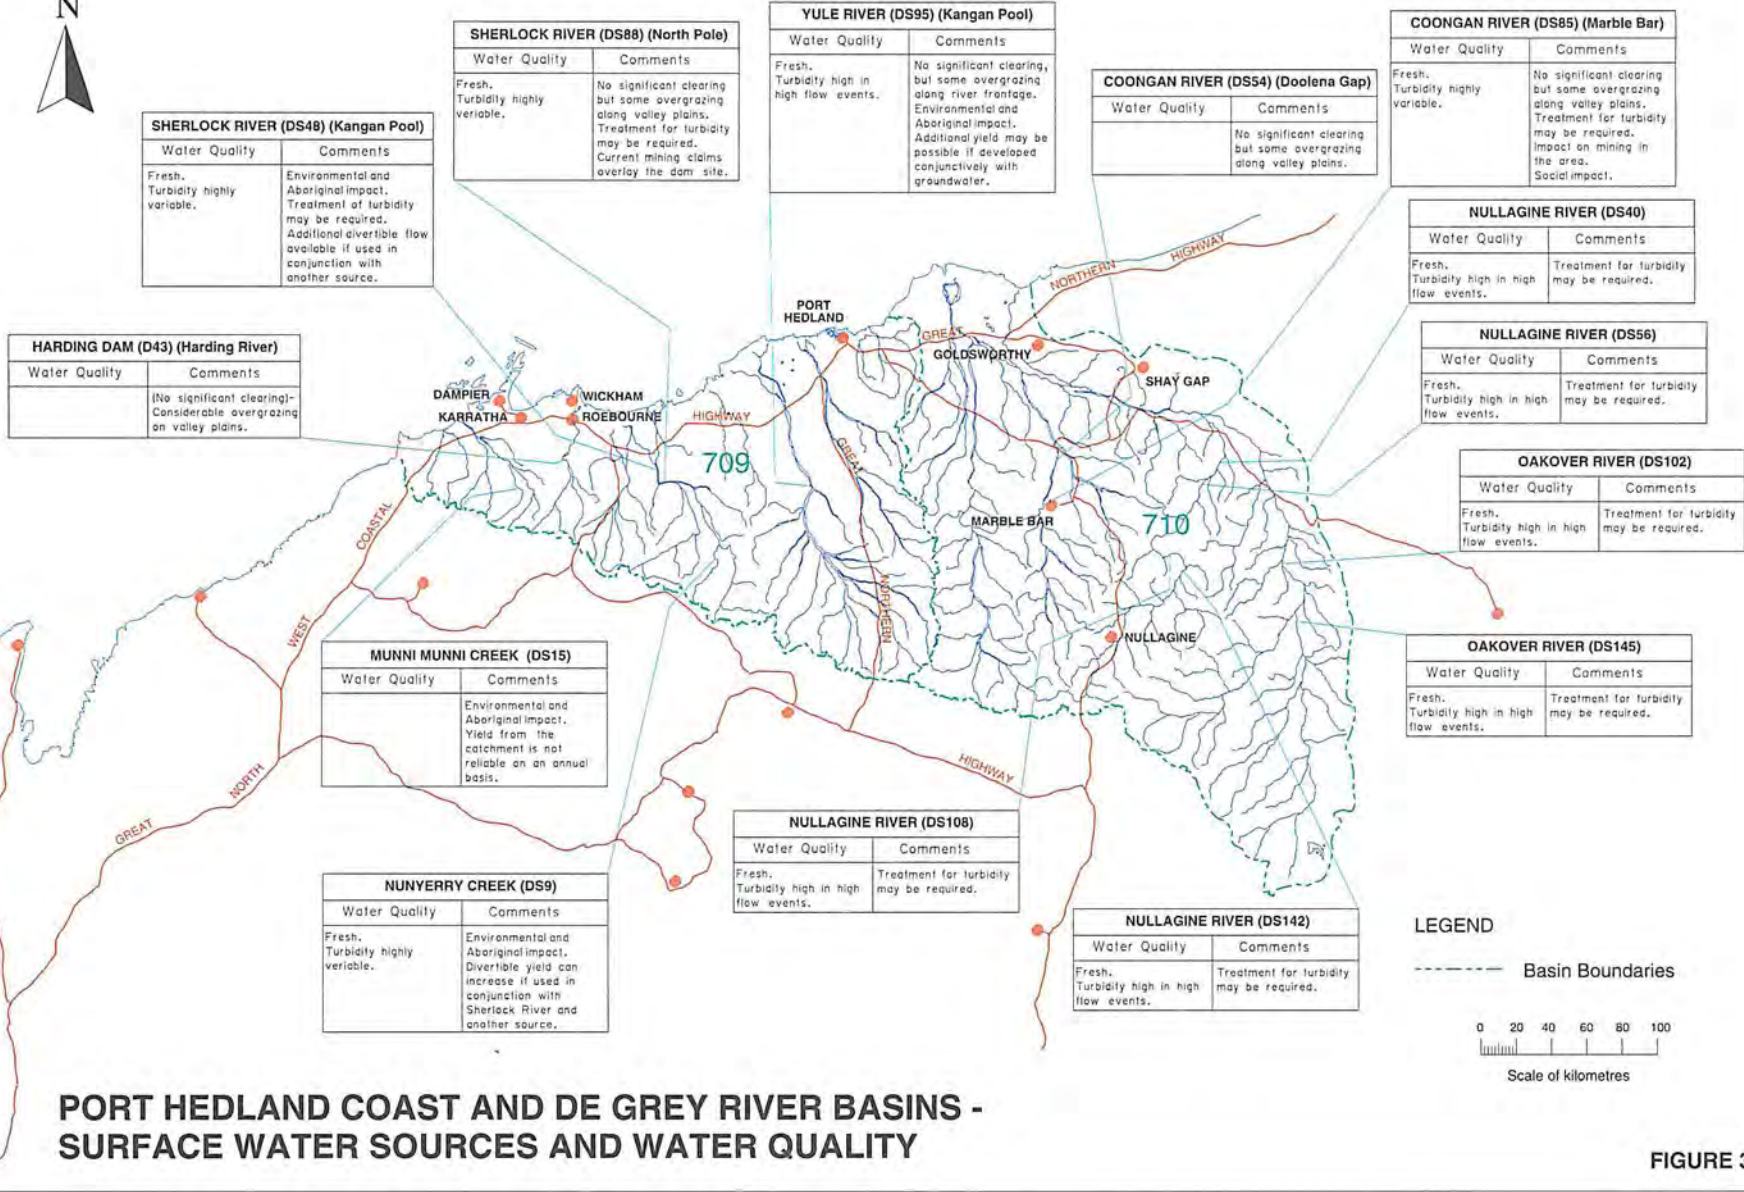 N
SHERLOCK RIVER (DS48) (Kangan Pool)
Water Quality
Comments
Fresh.
Turbidity highly
variable.
Environmental and
Aboriginal impact.
Treatment of turbidity
may be required.
Additional divertible flow
available if used in
conjunction with
another source.
SHERLOCK RIVER (DS88) (North Pole)
Water Quality
Comments
Fresh.
Turbidity highly
veriable.
No significant clearing
but some overgrazing
along valley plains.
Treatment for turbidity
may be required.
Current mining claims
overlay the dam site.
YULE RIVER (DS95) (Kangan Pool)
Water Quality
Comments
Fresh.
Turbidity high in
high flow events.
No significant clearing,
but some overgrazing
along river frontage.
Environmental and
Aboriginal impact.
Additional yield may be
possible if developed
conjunctively with
groundwater.
COONGAN RIVER (DS54) (Doolena Gap)
Water Quality
Comments
No significant clearing
but some overgrazing
along valley plains.
COONGAN RIVER (DS85) (Marble Bar)
Water Quality
Comments
Fresh.
Turbidity highly
variable.
No significant clearing
but some overgrazing
along valley plains.
Treatment for turbidity
may be required.
Impact on mining in
the area.
Social impact.
NULLAGINE RIVER (DS40)
Water Quality
Comments
Fresh.
Turbidity high in high
flow events.
Treatment for turbidity
may be required.
HARDING DAM (D43) (Harding River)
Water Quality
Comments
(No significant clearing)-
Considerable overgrazing
on valley plains.
NULLAGINE RIVER (DS56)
Water Quality
Comments
Fresh.
Turbidity high in high
flow events.
Treatment for turbidity
may be required.
OAKOVER RIVER (DS102)
Water Quality
Comments
Fresh.
Turbidity high in high
flow events.
Treatment for turbidity
may be required.
OAKOVER RIVER (DS145)
Water Quality
Comments
Fresh.
Turbidity high in high
flow events.
Treatment for turbidity
may be required.
PORT
HEDLAND
NORTHERN
HIGHWAY
GREAT
GOLDSWORTHY
SHAY GAP
DAMPIER
WICKHAM
KARRATHA
ROEBOURNE
HIGHWAY
GREAT
709
710
MARBLE BAR
COASTAL
NORTHERN
WEST
NULLAGINE
HIGHWAY
NORTH
GREAT
MUNNI MUNNI CREEK (DS15)
Water Quality
Comments
Environmental and
Aboriginal impact.
Yield from the
catchment is not
reliable on an annual
basis.
NUNYERRY CREEK (DS9)
Water Quality
Comments
Fresh.
Turbidity highly
veriable.
Environmental and
Aboriginal impact.
Divertible yield can
increase if used in
conjunction with
Sherlock River and
another source.
NULLAGINE RIVER (DS108)
Water Quality
Comments
Fresh.
Turbidity high in high
flow events.
Treatment for turbidity
may be required.
NULLAGINE RIVER (DS142)
Water Quality
Comments
Fresh.
Turbidity high in high
flow events.
Treatment for turbidity
may be required.
LEGEND
Basin Boundaries
0 20 40 60 80 100
Scale of kilometres
PORT HEDLAND COAST AND DE GREY RIVER BASINS -
SURFACE WATER SOURCES AND WATER QUALITY
FIGURE 3